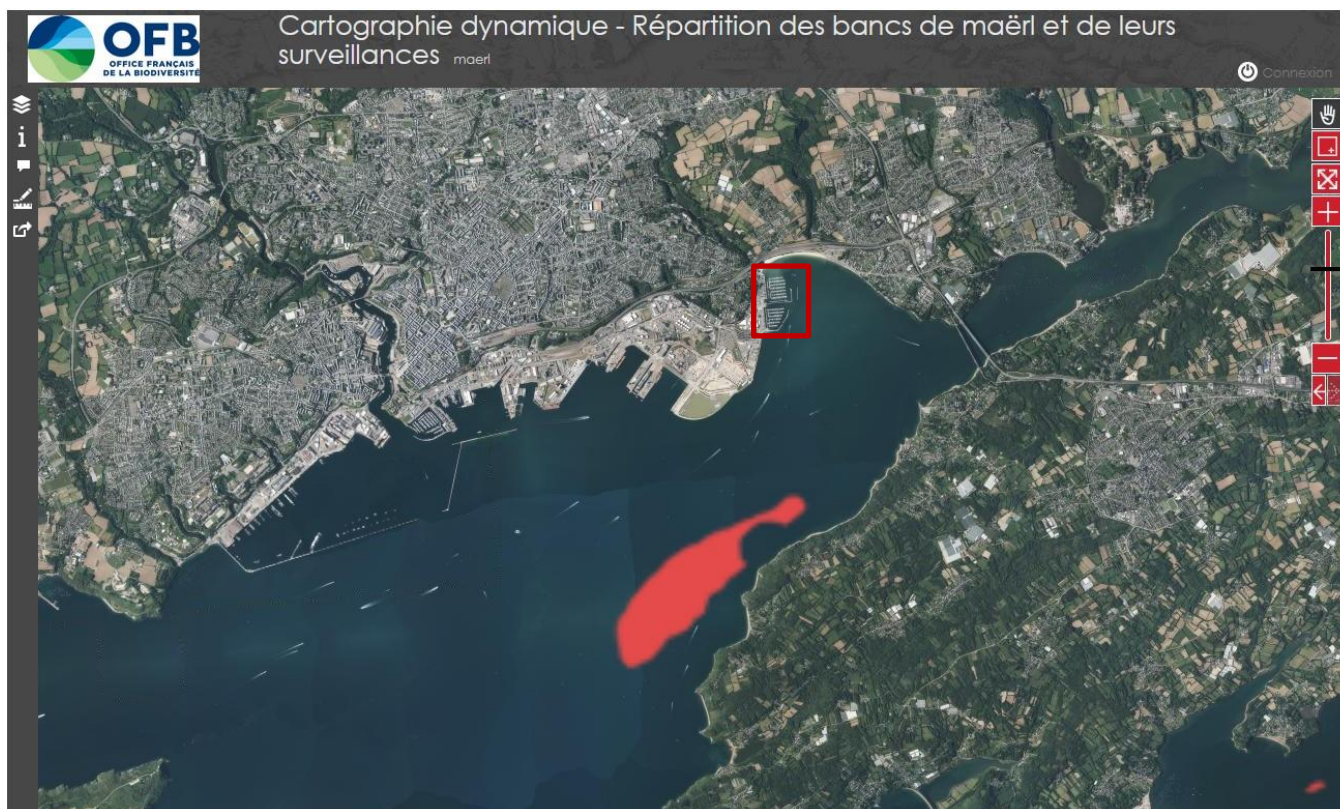 OFB
OFFICE FRANÇAIS
DE LA BIODIVERSITÉ
Cartographie dynamique - Répartition des bancs de maërl et de leurs
surveillances maerl
Connexion